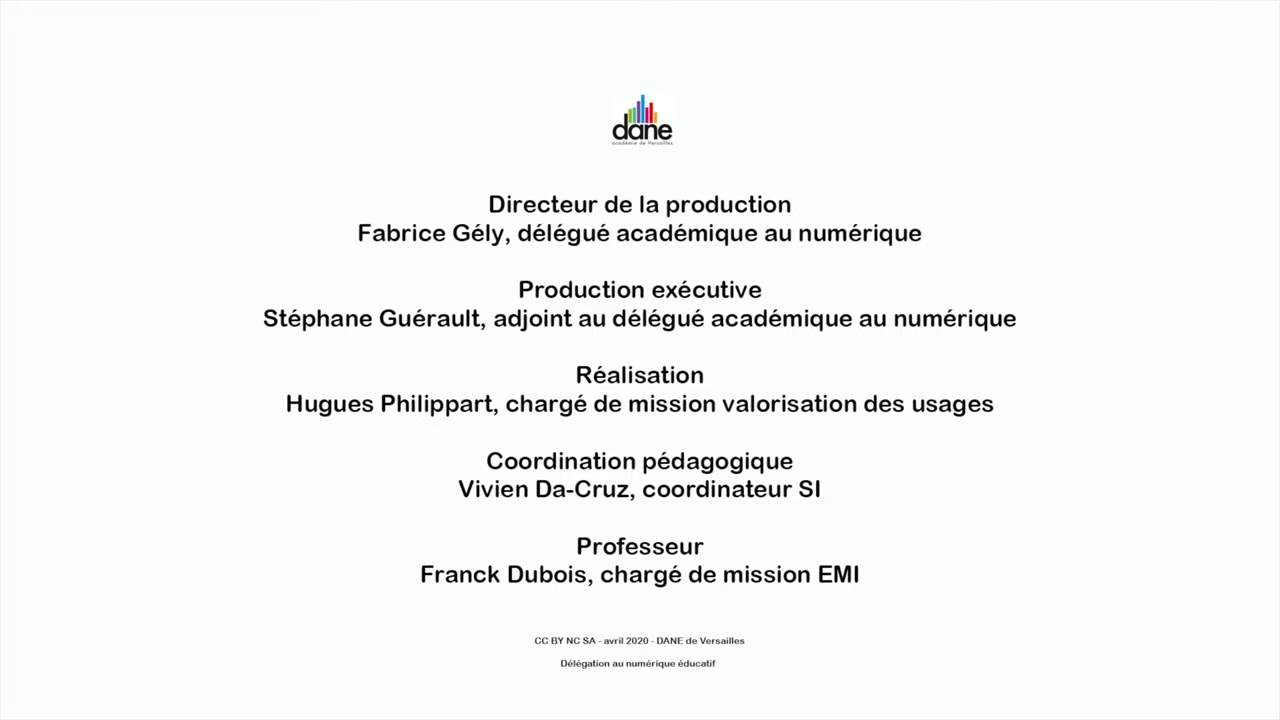 dane
académie de Versailles
Directeur de la production
Fabrice Gély, délégué académique au numérique
Production exécutive
Stéphane Guérault, adjoint au délégué académique au numérique
Réalisation
Hugues Philippart, chargé de mission valorisation des usages
Coordination pédagogique
Vivien Da-Cruz, coordinateur SI
Professeur
Franck Dubois, chargé de mission EMI
CC BY NC SA - avril 2020 - DANE de Versailles
Délégation au numérique éducatif